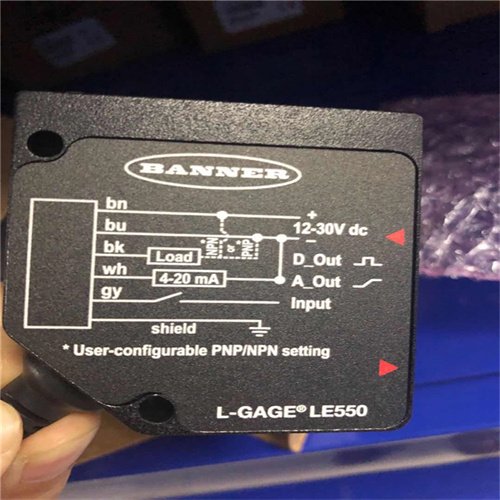 BANNER
bn
+
bu
12-30V dc
*NPN
*PNP
–
bk
Load
D_Out
wh
4-20 mA
A_Out
gy
Input
shield
* User-configurable PNP/NPN setting
L-GAGE® LE550